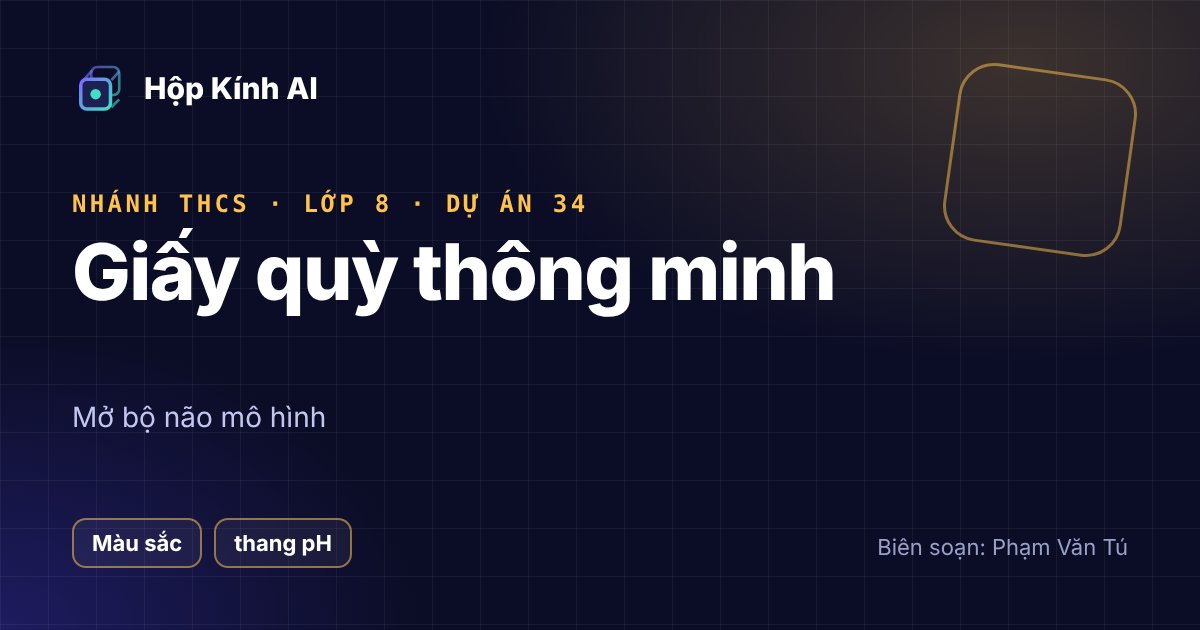 Hộp Kính AI
NHÁNH THCS · LỚP 8 · DỰ ÁN 34
Giấy quỳ thông minh
Mở bộ não mô hình
Màu sắc
thang pH
Biên soạn: Phạm Văn Tú